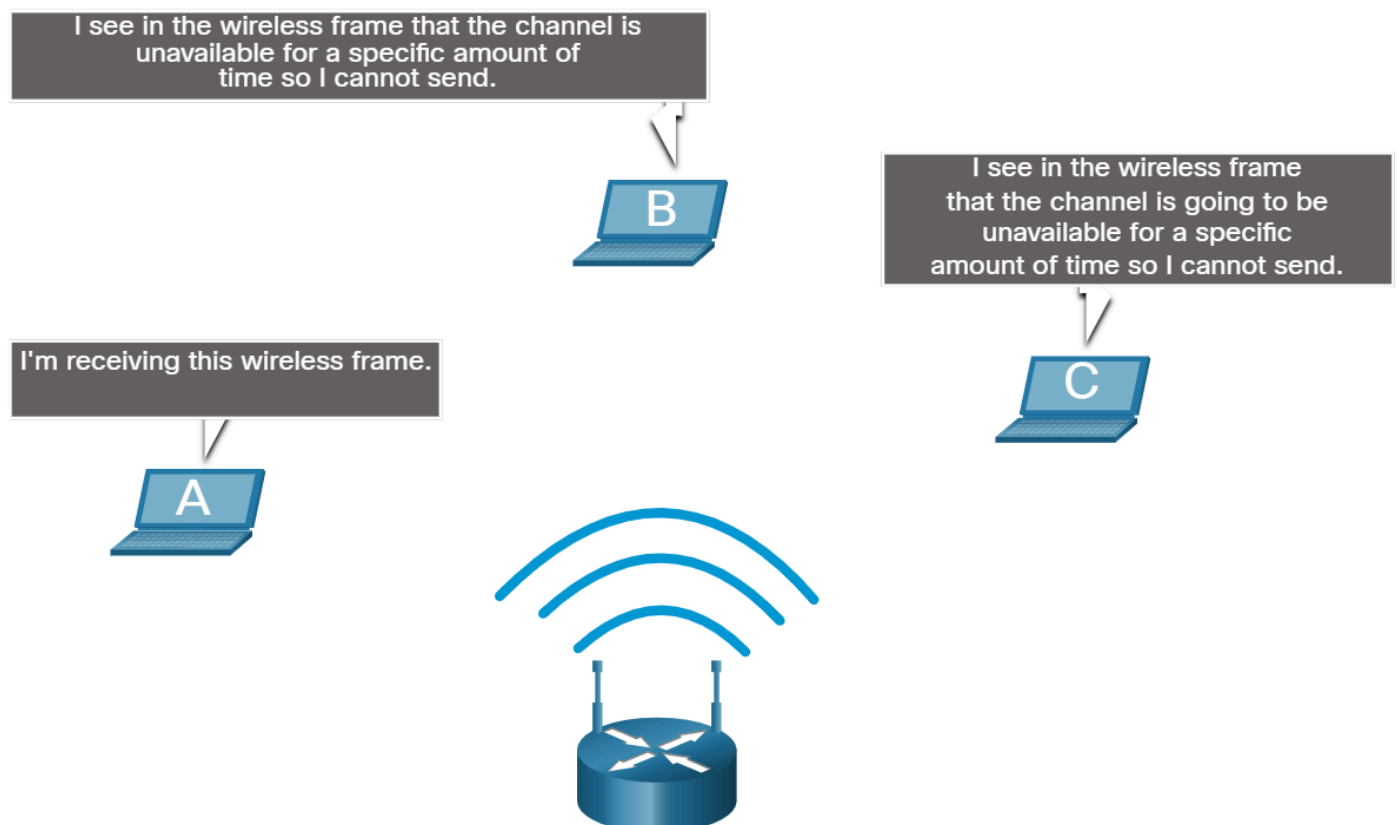 I see in the wireless frame that the channel is
unavailable for a specific amount of
time so I cannot send.
B
I see in the wireless frame
that the channel is going to be
unavailable for a specific
amount of time so I cannot send.
C
I'm receiving this wireless frame.
A